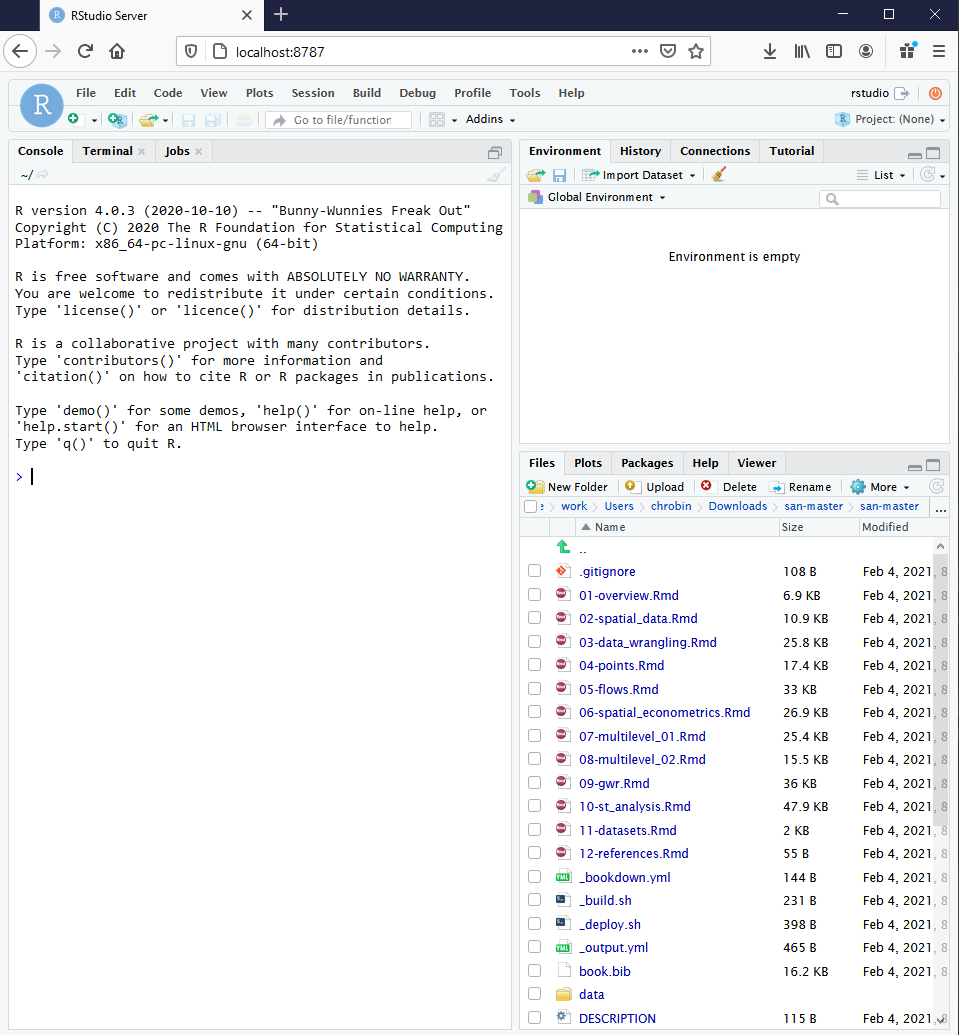 RStudio Server
localhost:8787
R
File Edit Code View Plots Session Build Debug Profile Tools Help
rstudio
Go to file/function
Addins
Project: (None)
Console Terminal Jobs
~/
R version 4.0.3 (2020-10-10) -- "Bunny-Wunnies Freak Out"
Copyright (C) 2020 The R Foundation for Statistical Computing
Platform: x86_64-pc-linux-gnu (64-bit)
R is free software and comes with ABSOLUTELY NO WARRANTY.
You are welcome to redistribute it under certain conditions.
Type 'license()' or 'licence()' for distribution details.
R is a collaborative project with many contributors.
Type 'contributors()' for more information and
'citation()' on how to cite R or R packages in publications.
Type 'demo()' for some demos, 'help()' for on-line help, or
'help.start()' for an HTML browser interface to help.
Type 'q()' to quit R.
>
Environment History Connections Tutorial
Import Dataset
List
Global Environment
Environment is empty
Files Plots Packages Help Viewer
New Folder Upload Delete Rename More
e work Users chrobin Downloads san-master san-master ...
Name Size Modified
..
.gitignore 108 B Feb 4, 2021, 8
01-overview.Rmd 6.9 KB Feb 4, 2021, 8
02-spatial_data.Rmd 10.9 KB Feb 4, 2021, 8
03-data_wrangling.Rmd 25.8 KB Feb 4, 2021, 8
04-points.Rmd 17.4 KB Feb 4, 2021, 8
05-flows.Rmd 33 KB Feb 4, 2021, 8
06-spatial_econometrics.Rmd 26.9 KB Feb 4, 2021, 8
07-multilevel_01.Rmd 25.4 KB Feb 4, 2021, 8
08-multilevel_02.Rmd 15.5 KB Feb 4, 2021, 8
09-gwr.Rmd 36 KB Feb 4, 2021, 8
10-st_analysis.Rmd 47.9 KB Feb 4, 2021, 8
11-datasets.Rmd 2 KB Feb 4, 2021, 8
12-references.Rmd 55 B Feb 4, 2021, 8
_bookdown.yml 144 B Feb 4, 2021, 8
_build.sh 231 B Feb 4, 2021, 8
_deploy.sh 398 B Feb 4, 2021, 8
_output.yml 465 B Feb 4, 2021, 8
book.bib 16.2 KB Feb 4, 2021, 8
data
DESCRIPTION 115 B Feb 4, 2021, 8